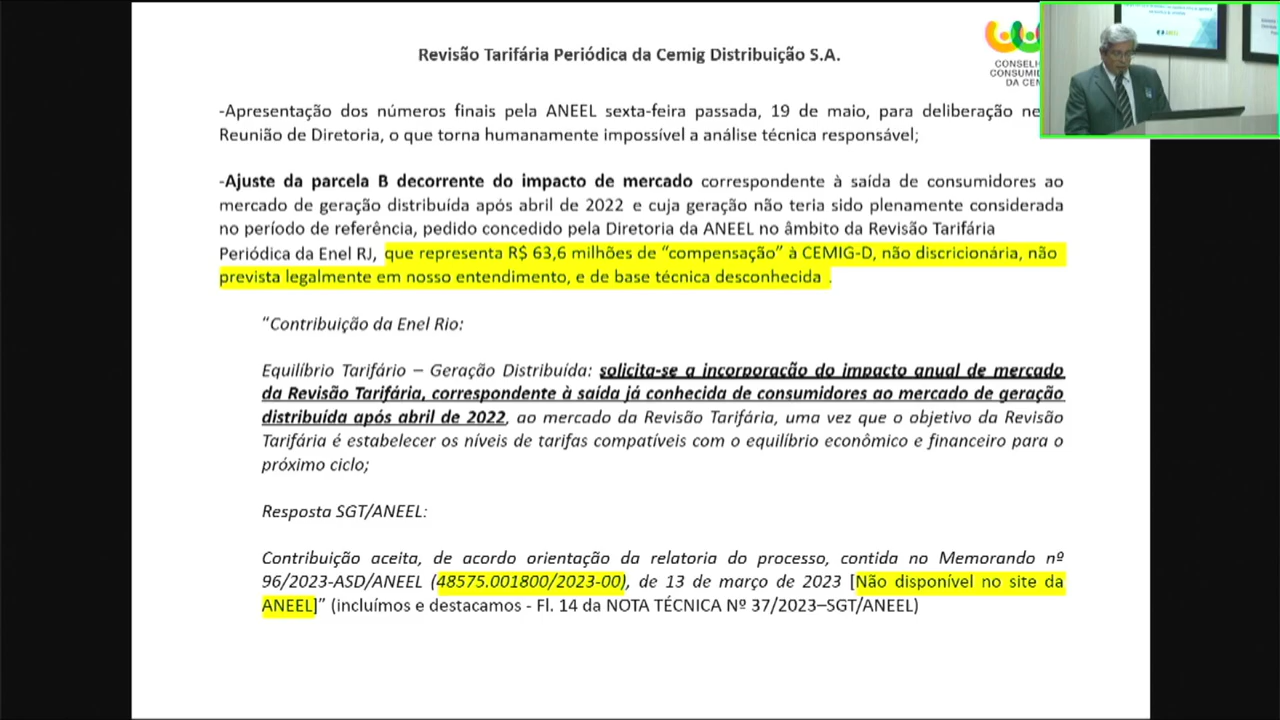 Revisão Tarifária Periódica da Cemig Distribuição S.A.
CONSEL
CONSUMI
DA CE
-Apresentação dos números finais pela ANEEL sexta-feira passada, 19 de maio, para deliberação
Reunião de Diretoria, o que torna humanamente impossível a análise técnica responsável;
-Ajuste da parcela B decorrente do impacto de mercado correspondente à saída de consumidores ao
mercado de geração distribuída após abril de 2022 e cuja geração não teria sido plenamente considerada
no período de referência, pedido concedido pela Diretoria da ANEEL no âmbito da Revisão Tarifária
Periódica da Enel RJ, que representa R$ 63,6 milhões de “compensação” à CEMIG-D, não discricionária, não
prevista legalmente em nosso entendimento, e de base técnica desconhecida .
“Contribuição da Enel Rio:
Equilíbrio Tarifário – Geração Distribuída: solicita-se a incorporação do impacto anual de mercado
da Revisão Tarifária, correspondente à saída já conhecida de consumidores ao mercado de geração
distribuída após abril de 2022, ao mercado da Revisão Tarifária, uma vez que o objetivo da Revisão
Tarifária é estabelecer os níveis de tarifas compatíveis com o equilíbrio econômico e financeiro para o
próximo ciclo;
Resposta SGT/ANEEL:
Contribuição aceita, de acordo orientação da relatoria do processo, contida no Memorando nº
96/2023-ASD/ANEEL (48575.001800/2023-00), de 13 de março de 2023 [Não disponível no site da
ANEEL]” (incluímos e destacamos - Fl. 14 da NOTA TÉCNICA Nº 37/2023–SGT/ANEEL)